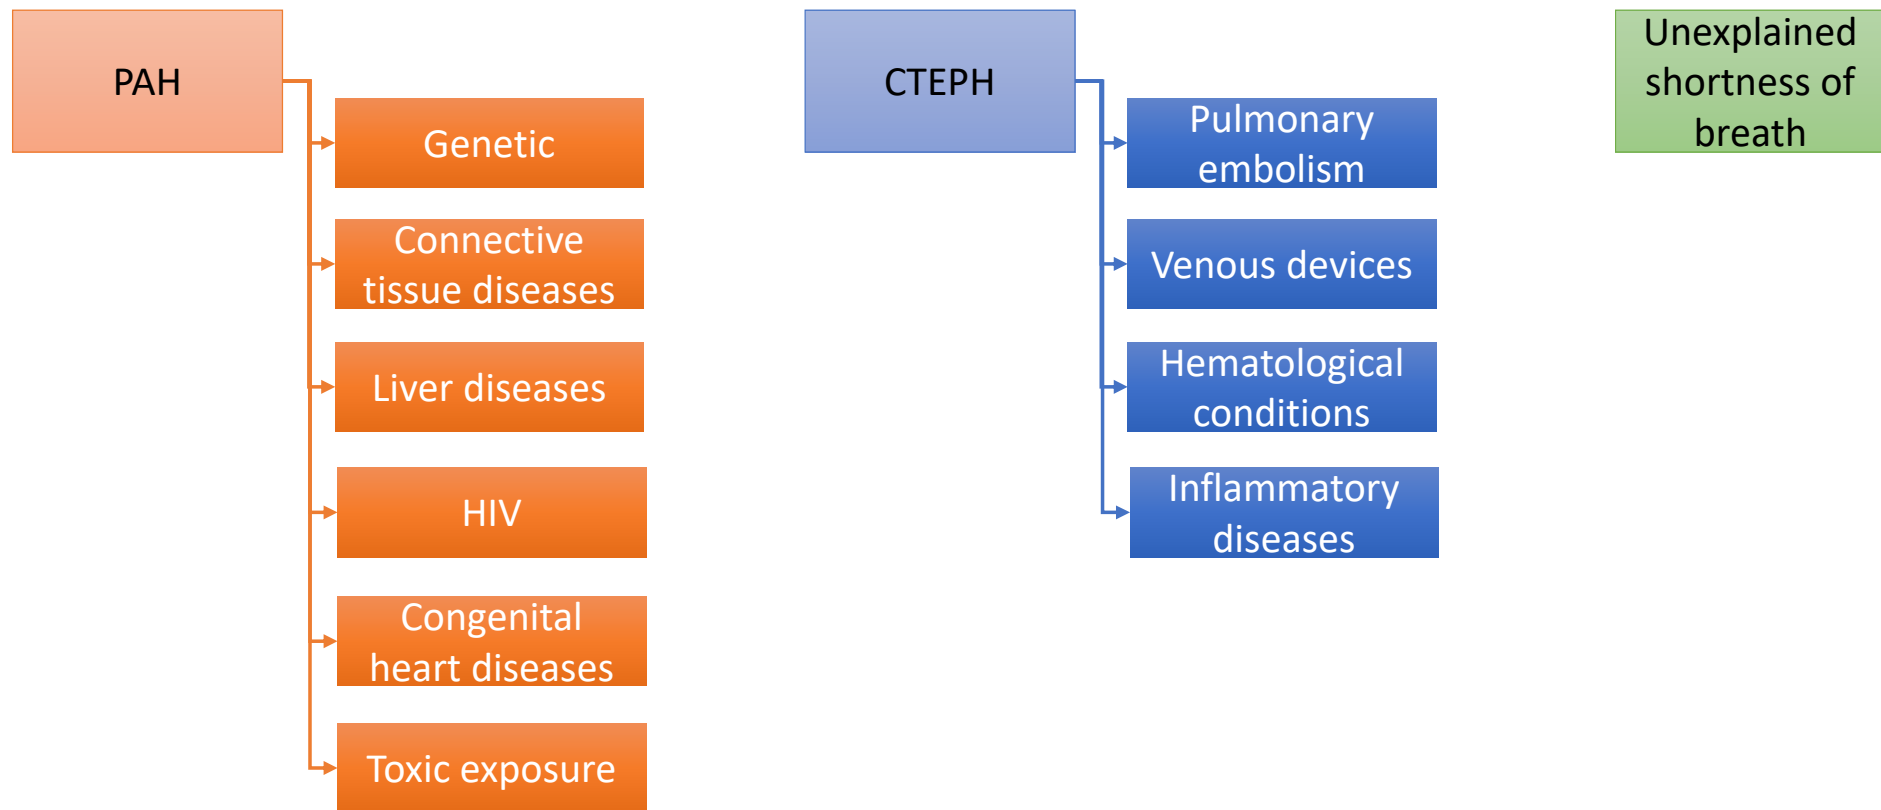 PAH
Genetic
Connective
tissue diseases
Liver diseases
HIV
Congenital
heart diseases
Toxic exposure
CTEPH
Pulmonary
embolism
Venous devices
Hematological
conditions
Inflammatory
diseases
Unexplained
shortness of
breath